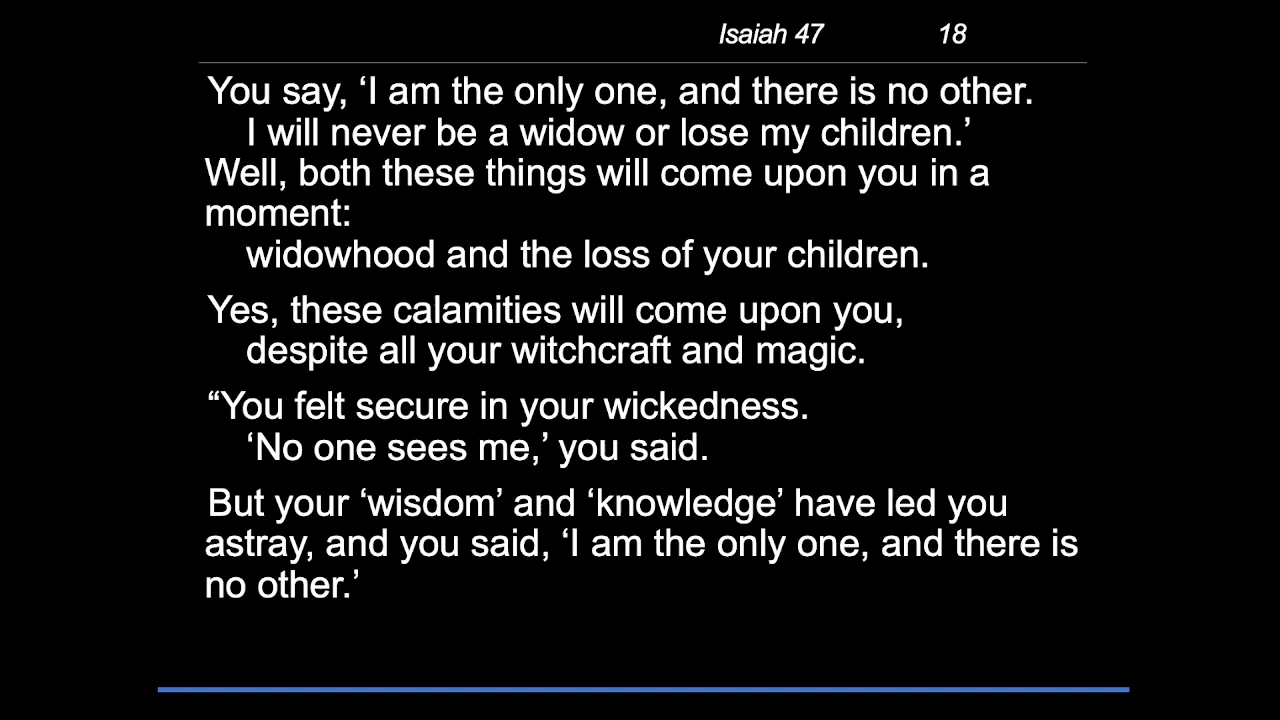 Isaiah 47 18
You say, ‘I am the only one, and there is no other.
I will never be a widow or lose my children.’
Well, both these things will come upon you in a
moment:
widowhood and the loss of your children.
Yes, these calamities will come upon you,
despite all your witchcraft and magic.
“You felt secure in your wickedness.
‘No one sees me,’ you said.
But your ‘wisdom’ and ‘knowledge’ have led you
astray, and you said, ‘I am the only one, and there is
no other.’